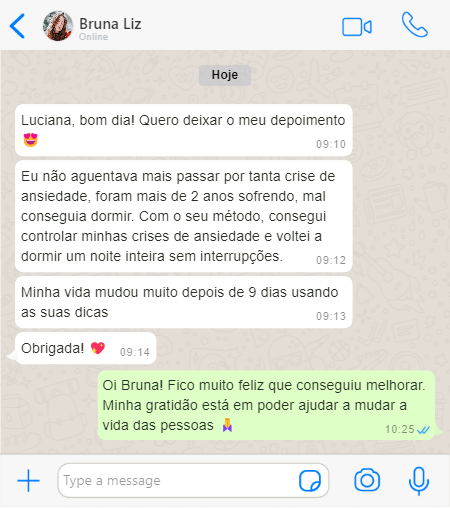 Bruna Liz
Online
Hoje
Luciana, bom dia! Quero deixar o meu depoimento
😍
09:10
Eu não aguentava mais passar por tanta crise de
ansiedade, foram mais de 2 anos sofrendo, mal
conseguia dormir. Com o seu método, consegui
controlar minhas crises de ansiedade e voltei a
dormir um noite inteira sem interrupções.
09:12
Minha vida mudou muito depois de 9 dias usando
as suas dicas
09:13
Obrigada! 💖
09:14
Oi Bruna! Fico muito feliz que conseguiu melhorar.
Minha gratidão está em poder ajudar a mudar a
vida das pessoas 🙏
10:25
Type a message